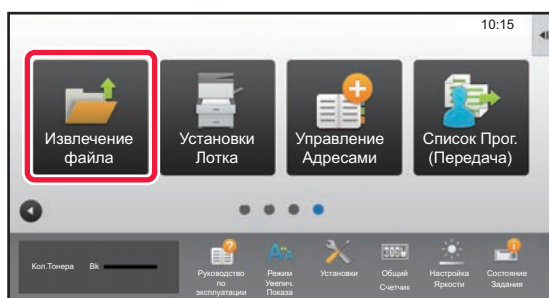 10:15
Извлечение
файла
Установки
Лотка
Управление
Адресами
Список Прог.
(Передача)
Кол.Тонера Bk
Руководство
по
эксплуатации
Режим
Увелич.
Показа
Установки
Общий
Счетчик
Настройка
Яркости
Состояние
Задания